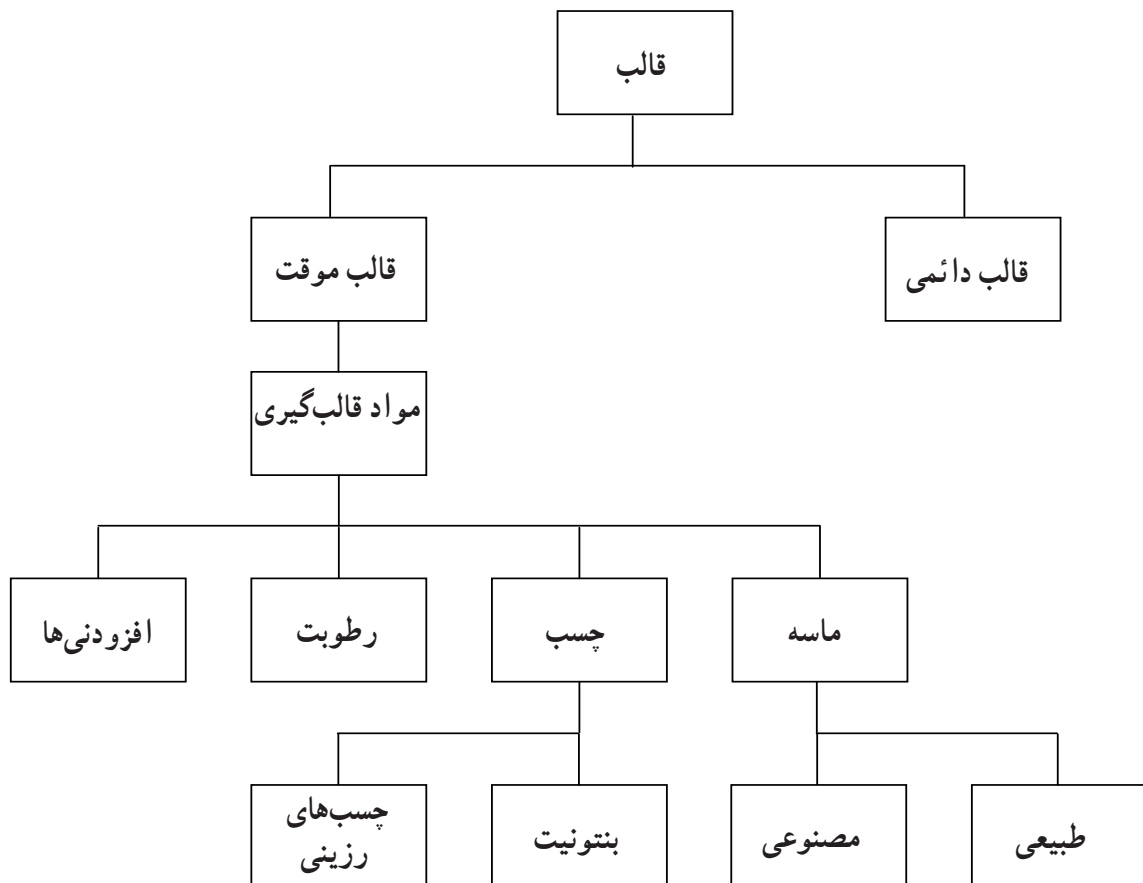 قالب
قالب دائمی
قالب موقت
مواد قالب‌گیری
ماسه
چسب
رطوبت
افزودنی‌ها
طبیعی
مصنوعی
بنتونیت
چسب‌های
رزینی